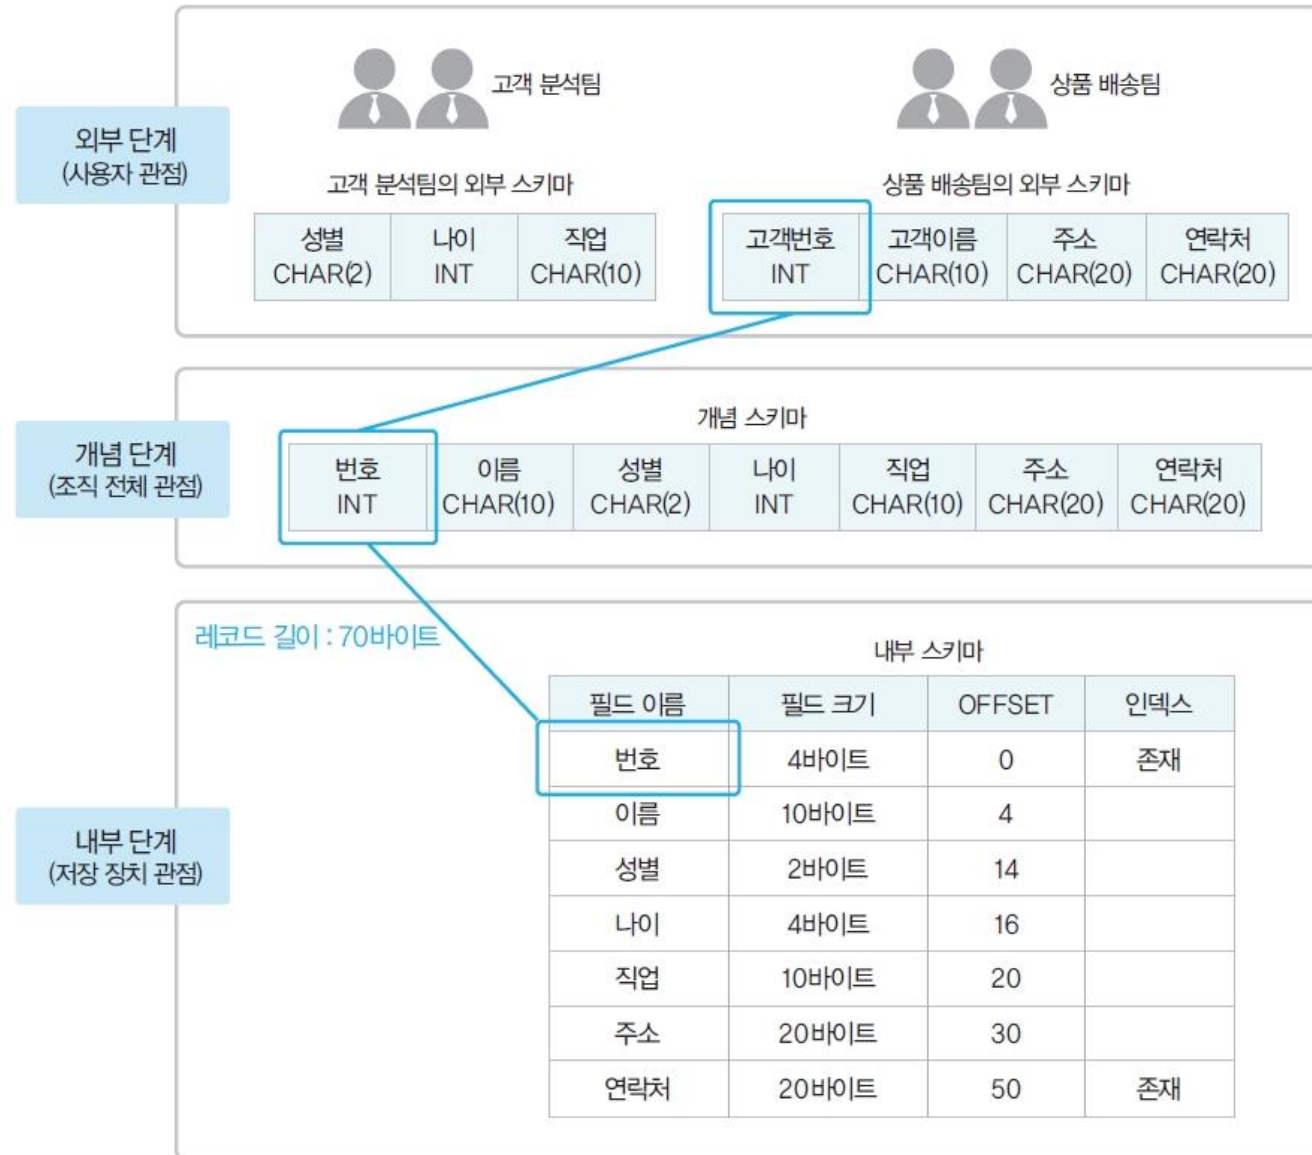 고객 분석팀
상품 배송팀
외부 단계
(사용자 관점)
고객 분석팀의 외부 스키마
상품 배송팀의 외부 스키마
성별 나이 직업
CHAR(2) INT CHAR(10)
고객번호 고객이름 주소 연락처
INT CHAR(10) CHAR(20) CHAR(20)
개념 단계
(조직 전체 관점)
개념 스키마
번호 이름 성별 나이 직업 주소 연락처
INT CHAR(10) CHAR(2) INT CHAR(10) CHAR(20) CHAR(20)
내부 단계
(저장 장치 관점)
레코드 길이 : 70바이트
내부 스키마
필드 이름 필드 크기 OFFSET 인덱스
번호 4바이트 0 존재
이름 10바이트 4
성별 2바이트 14
나이 4바이트 16
직업 10바이트 20
주소 20바이트 30
연락처 20바이트 50 존재